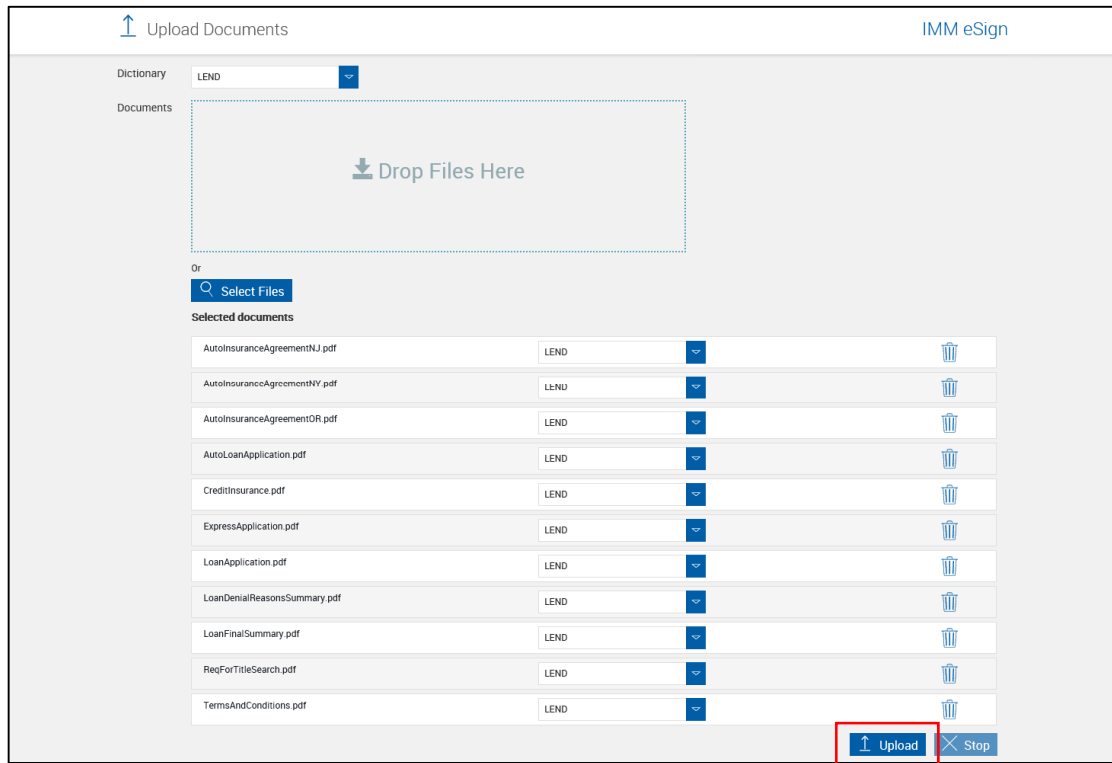 Upload Documents IMM eSign
Dictionary LEND
Documents
Drop Files Here
Or
Select Files
Selected documents
AutoInsuranceAgreementNJ.pdf LEND
AutoInsuranceAgreementNY.pdf LEND
AutoInsuranceAgreementOR.pdf LEND
AutoLoanApplication.pdf LEND
CreditInsurance.pdf LEND
ExpressApplication.pdf LEND
LoanApplication.pdf LEND
LoanDenialReasonsSummary.pdf LEND
LoanFinalSummary.pdf LEND
ReqForTitleSearch.pdf LEND
TermsAndConditions.pdf LEND
Upload Stop